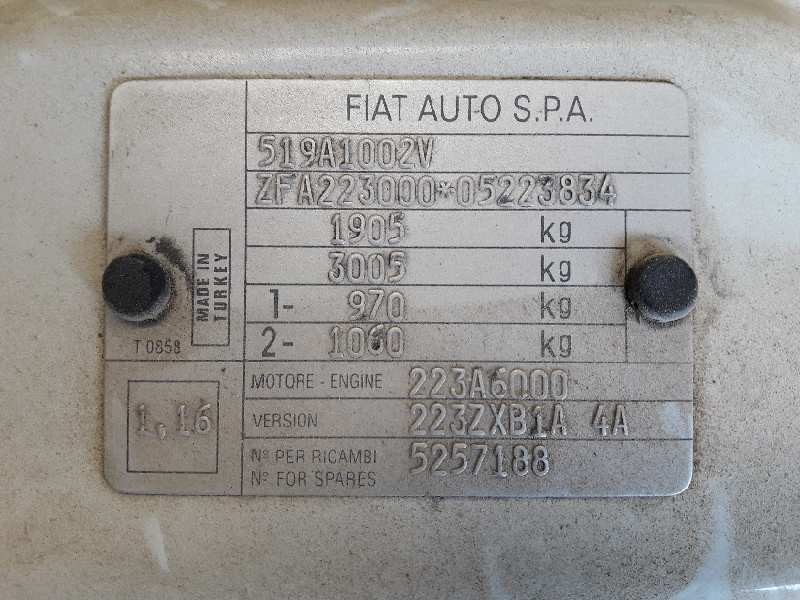 FIAT AUTO S.P.A.
519A1002V
ZFA223000*05223834
1905 kg
3005 kg
1- 970 kg
2- 1060 kg
MADE IN
TURKEY
T 0858
MOTORE - ENGINE 223A6000
1,16
VERSION 223ZXB1A 4A
Nº PER RICAMBI
Nº FOR SPARES
5257188